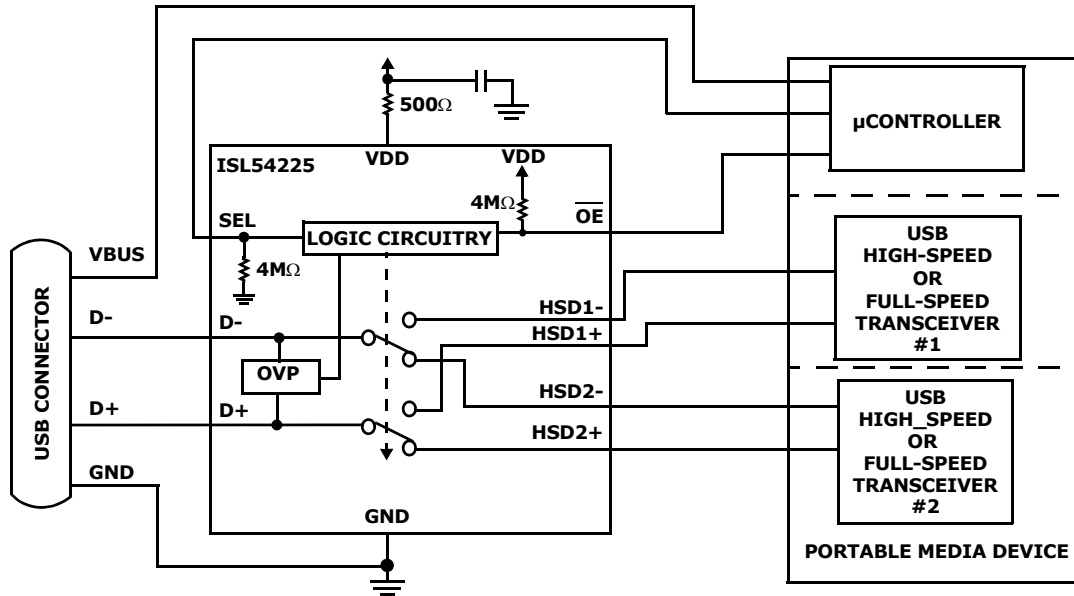 500Ω
VDD
ISL54225
VDD
4MΩ
OE
SEL
LOGIC CIRCUITRY
4MΩ
USB CONNECTOR
VBUS
D-
D-
OVP
D+
D+
GND
GND
HSD1-
HSD1+
HSD2-
HSD2+
µCONTROLLER
USB
HIGH-SPEED
OR
FULL-SPEED
TRANSCEIVER
#1
USB
HIGH_SPEED
OR
FULL-SPEED
TRANSCEIVER
#2
PORTABLE MEDIA DEVICE